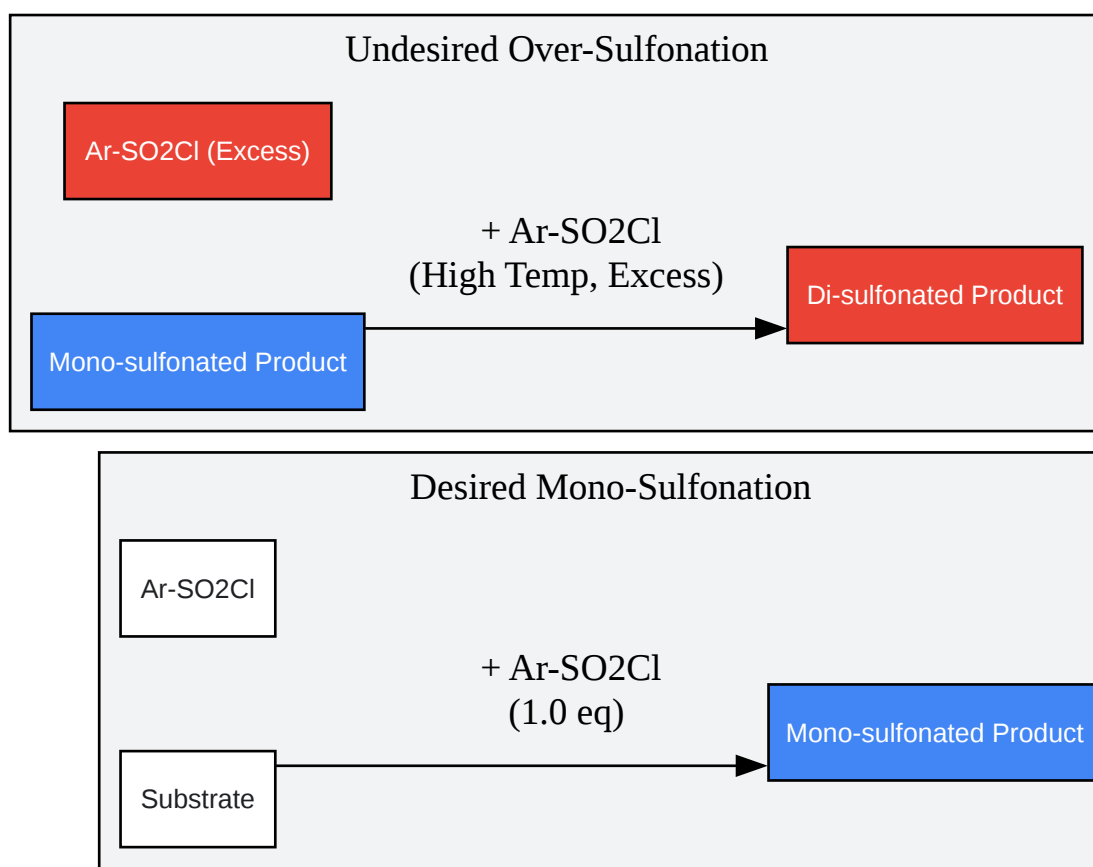 Undesired Over-Sulfonation
Ar-SO2Cl (Excess)
+ Ar-SO2Cl
(High Temp, Excess)
Di-sulfonated Product
Mono-sulfonated Product
Desired Mono-Sulfonation
Ar-SO2Cl
+ Ar-SO2Cl
(1.0 eq)
Mono-sulfonated Product
Substrate